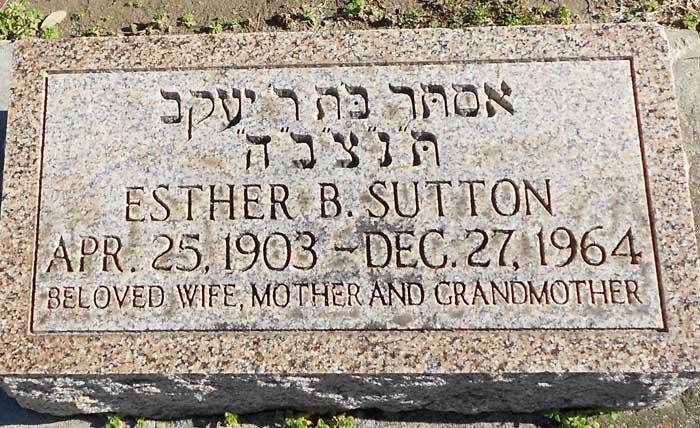 אסתר בת ר׳ יעקב
ת"נ"צ"ב"ה"
ESTHER B. SUTTON
APR. 25, 1903 - DEC. 27, 1964
BELOVED WIFE, MOTHER AND GRANDMOTHER